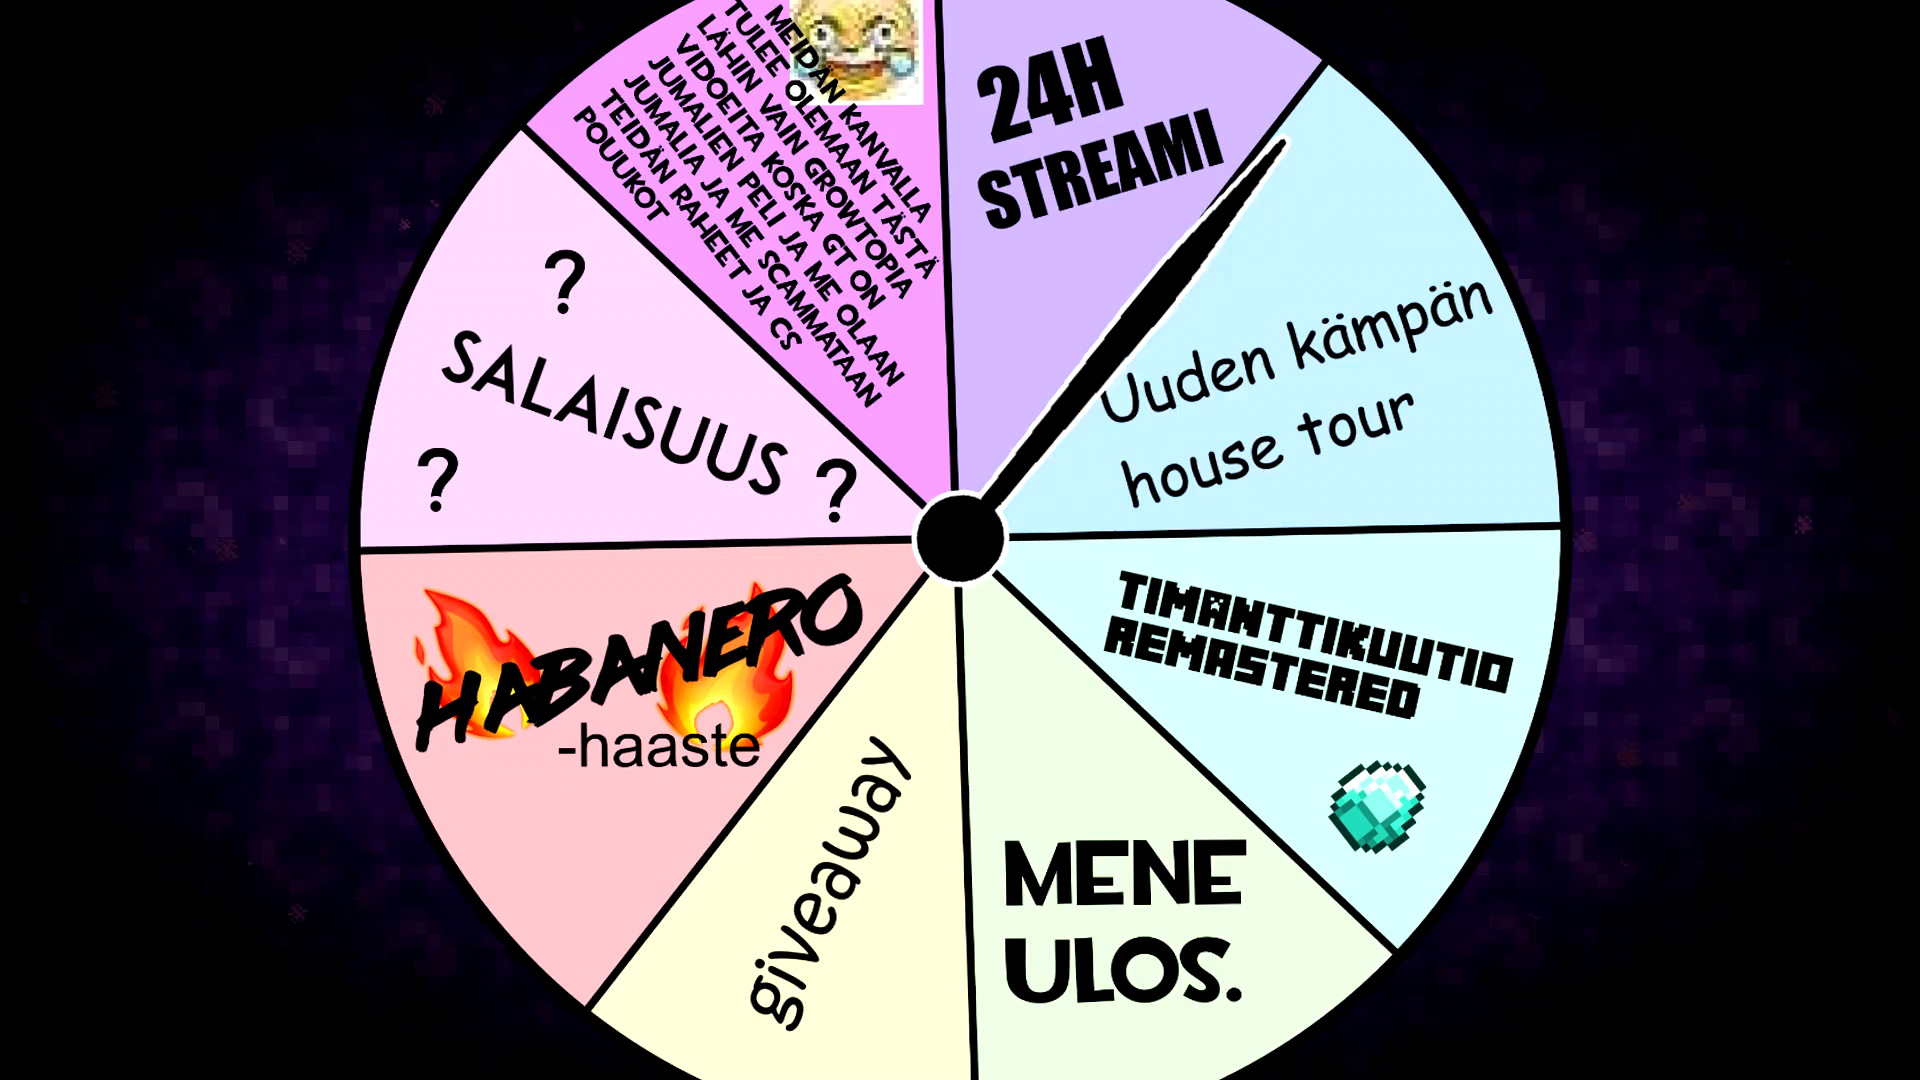 MEIDÄN KANVALLA
TULEE OLEMAAN TÄSTÄ
LÄHIN VAIN GROWTOPIA
VIDOEITA KOSKA GT ON
JUMALIEN PELI JA ME OLAAN
JUMALIA JA ME SCAMMATAAN
TEIDÄN RAHEET JA CS
POUUKOT
24H
STREAMI
Uuden kämpän
house tour
?
SALAISUUS
?
?
TIMANTTIKUUTIO
REMASTERED
HABANERO
-haaste
giveaway
MENE
ULOS.